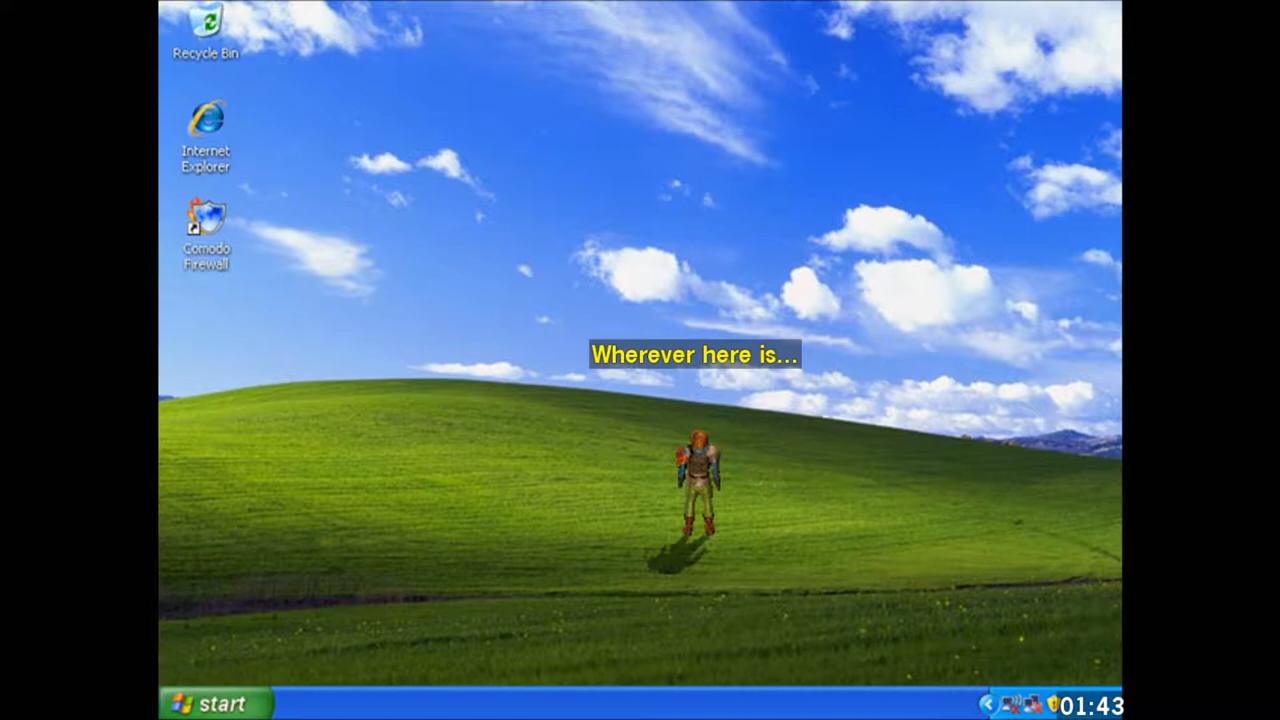 Recycle Bin
Internet
Explorer
Comodo
Firewall
Wherever here is...
start
01:43